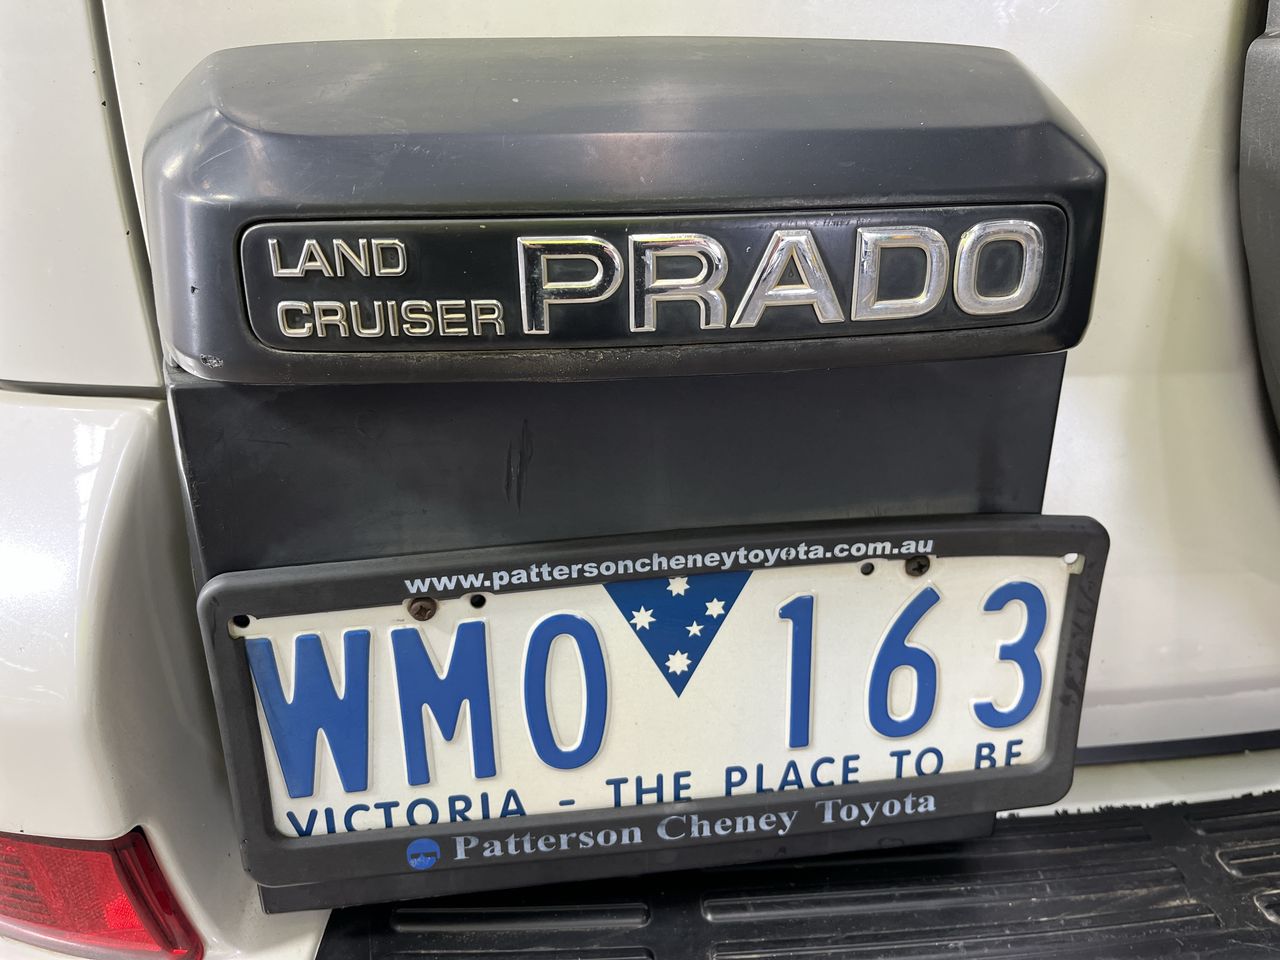 LAND
CRUISER
PRADO
www.pattersoncheneytoyota.com.au
WMO 163
VICTORIA - THE PLACE TO BE
Patterson Cheney Toyota